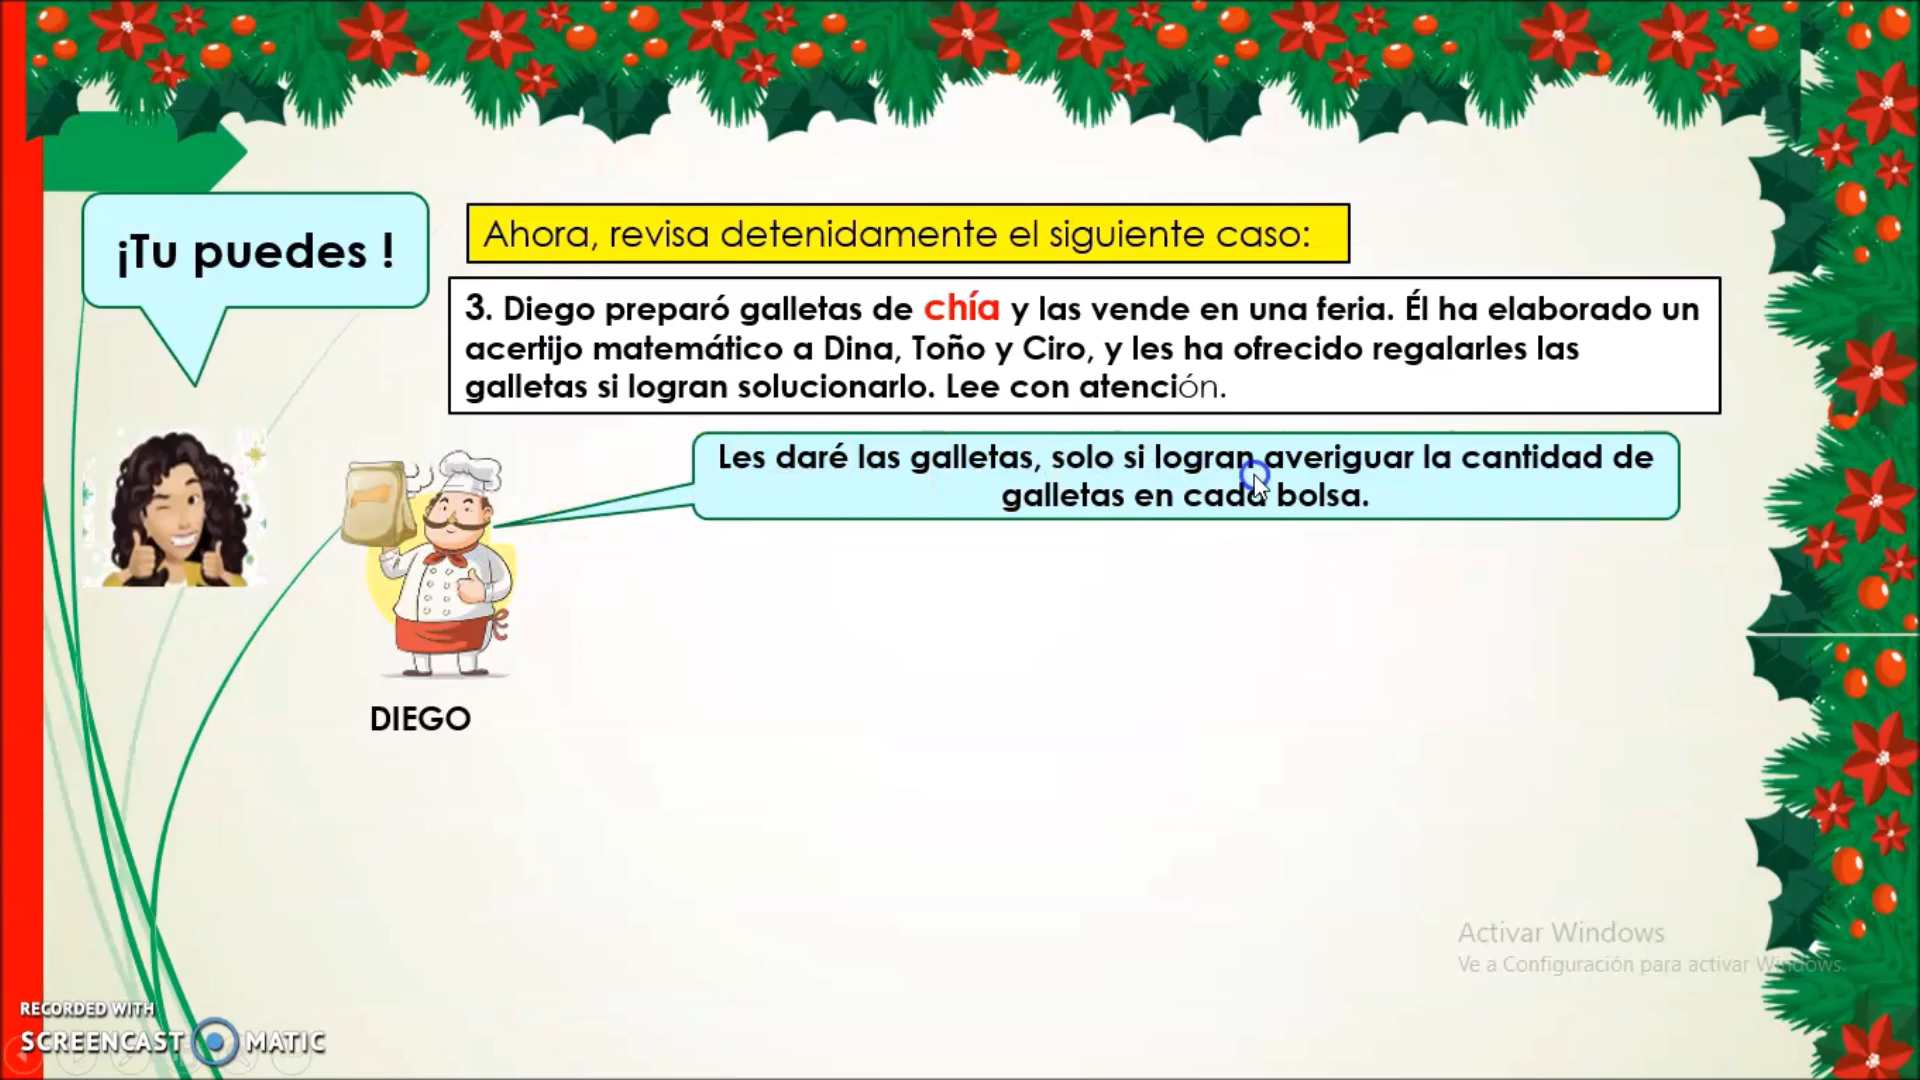 ¡Tu puedes !
Ahora, revisa detenidamente el siguiente caso:
3. Diego preparó galletas de chía y las vende en una feria. Él ha elaborado un
acertijo matemático a Dina, Toño y Ciro, y les ha ofrecido regalarles las
galletas si logran solucionarlo. Lee con atención.
Les daré las galletas, solo si logran averiguar la cantidad de
galletas en cada bolsa.
DIEGO
Activar Windows
Ve a Configuración para activar Windows.
RECORDED WITH
SCREENCAST MATIC